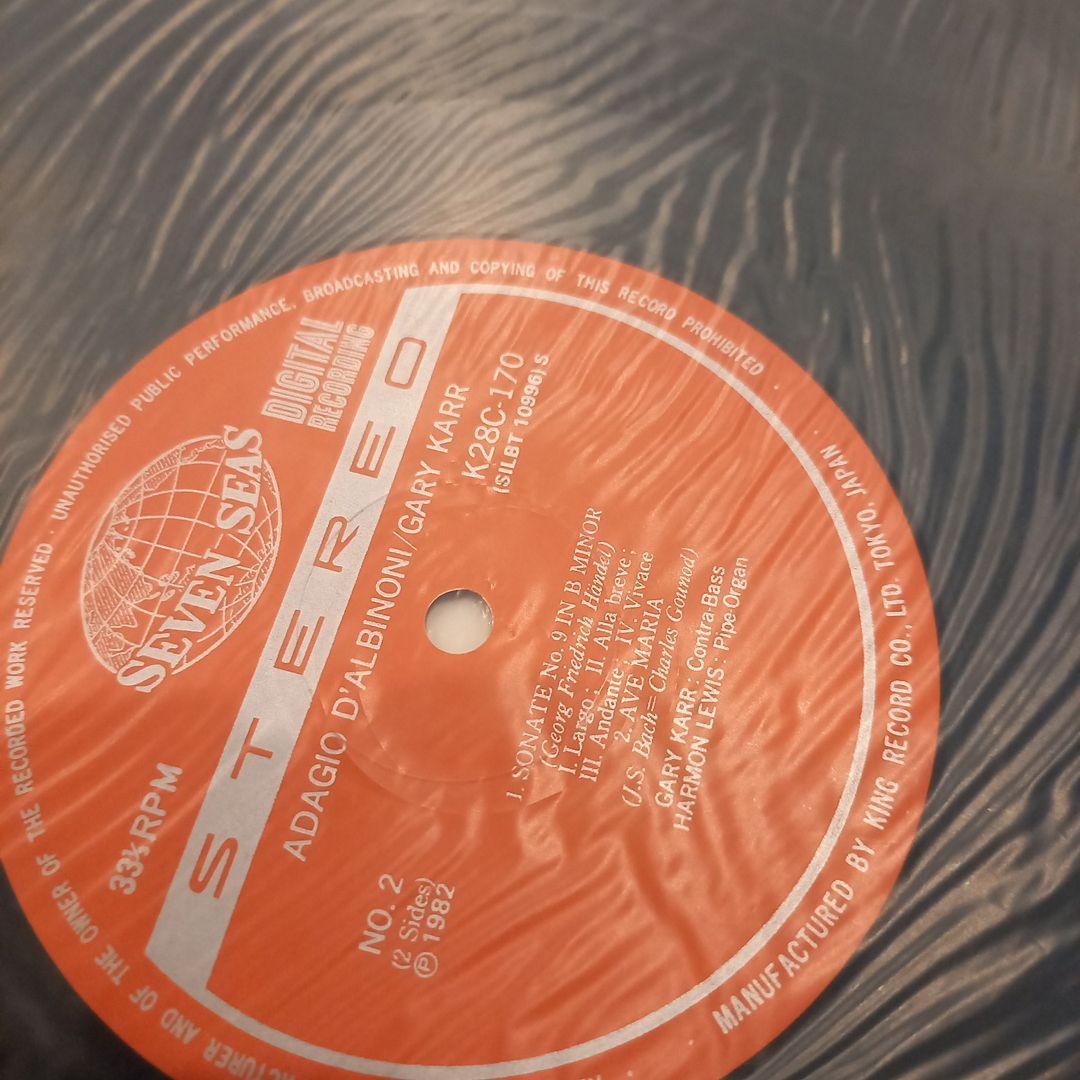 MANUFACTURER AND OF THE OWNER OF THE RECORDED WORK RESERVED · UNAUTHORISED PUBLIC PERFORMANCE, BROADCASTING AND COPYING OF THIS RECORD PROHIBITED
SEVEN SEAS
DIGITAL
RECORDING
33⅓RPM
STEREO
ADAGIO D'ALBINONI/GARY KARR
K28C-170
(SILBT 10996) S
NO. 2
(2 Sides)
Ⓟ 1982
1. SONATE No. 9 IN B MINOR
(Georg Friedrich Händel)
I. Largo ; II. Alla breve ;
III. Andante ; IV. Vivace
2. AVE MARIA
(J.S. Bach=Charles Gounod)
GARY KARR : Contra-Bass
HARMON LEWIS : Pipe-Organ
MANUFACTURED BY KING RECORD CO., LTD. TOKYO, JAPAN